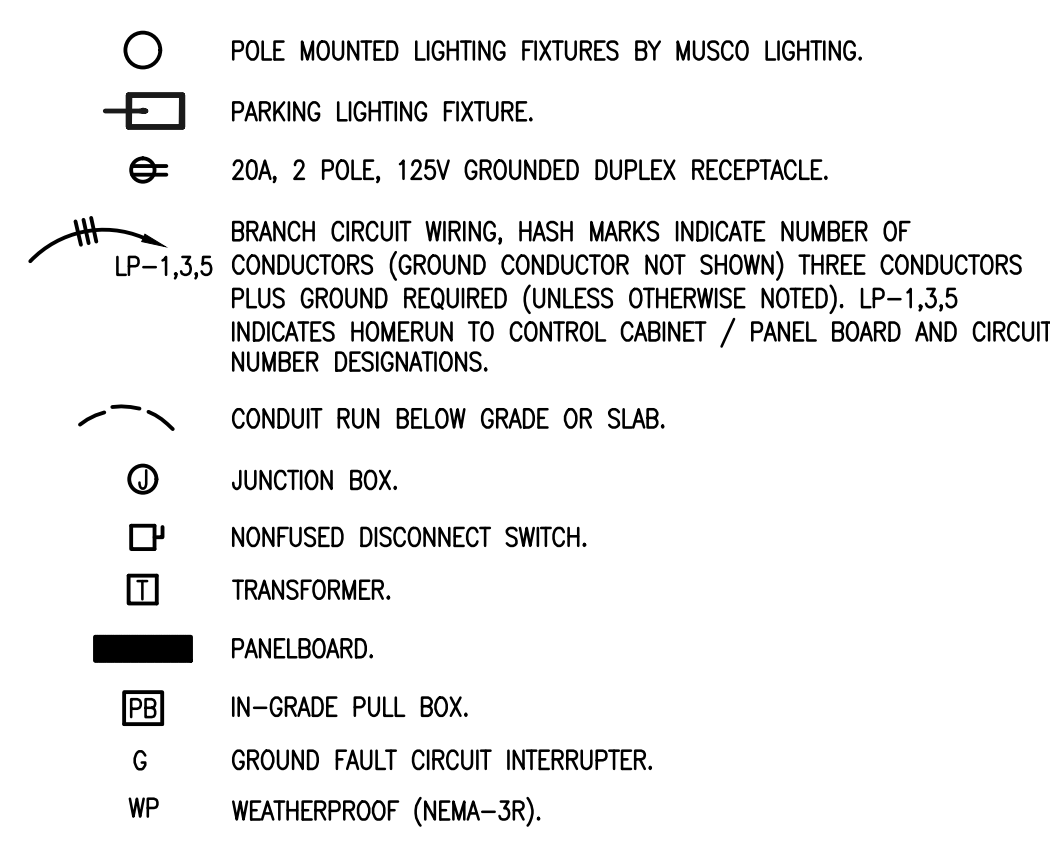 POLE MOUNTED LIGHTING FIXTURES BY MUSCO LIGHTING.
PARKING LIGHTING FIXTURE.
20A, 2 POLE, 125V GROUNDED DUPLEX RECEPTACLE.
BRANCH CIRCUIT WIRING, HASH MARKS INDICATE NUMBER OF
LP-1,3,5 CONDUCTORS (GROUND CONDUCTOR NOT SHOWN) THREE CONDUCTORS
PLUS GROUND REQUIRED (UNLESS OTHERWISE NOTED). LP-1,3,5
INDICATES HOMERUN TO CONTROL CABINET / PANEL BOARD AND CIRCUIT
NUMBER DESIGNATIONS.
CONDUIT RUN BELOW GRADE OR SLAB.
J JUNCTION BOX.
NONFUSED DISCONNECT SWITCH.
T TRANSFORMER.
PANELBOARD.
PB IN-GRADE PULL BOX.
G GROUND FAULT CIRCUIT INTERRUPTER.
WP WEATHERPROOF (NEMA-3R).